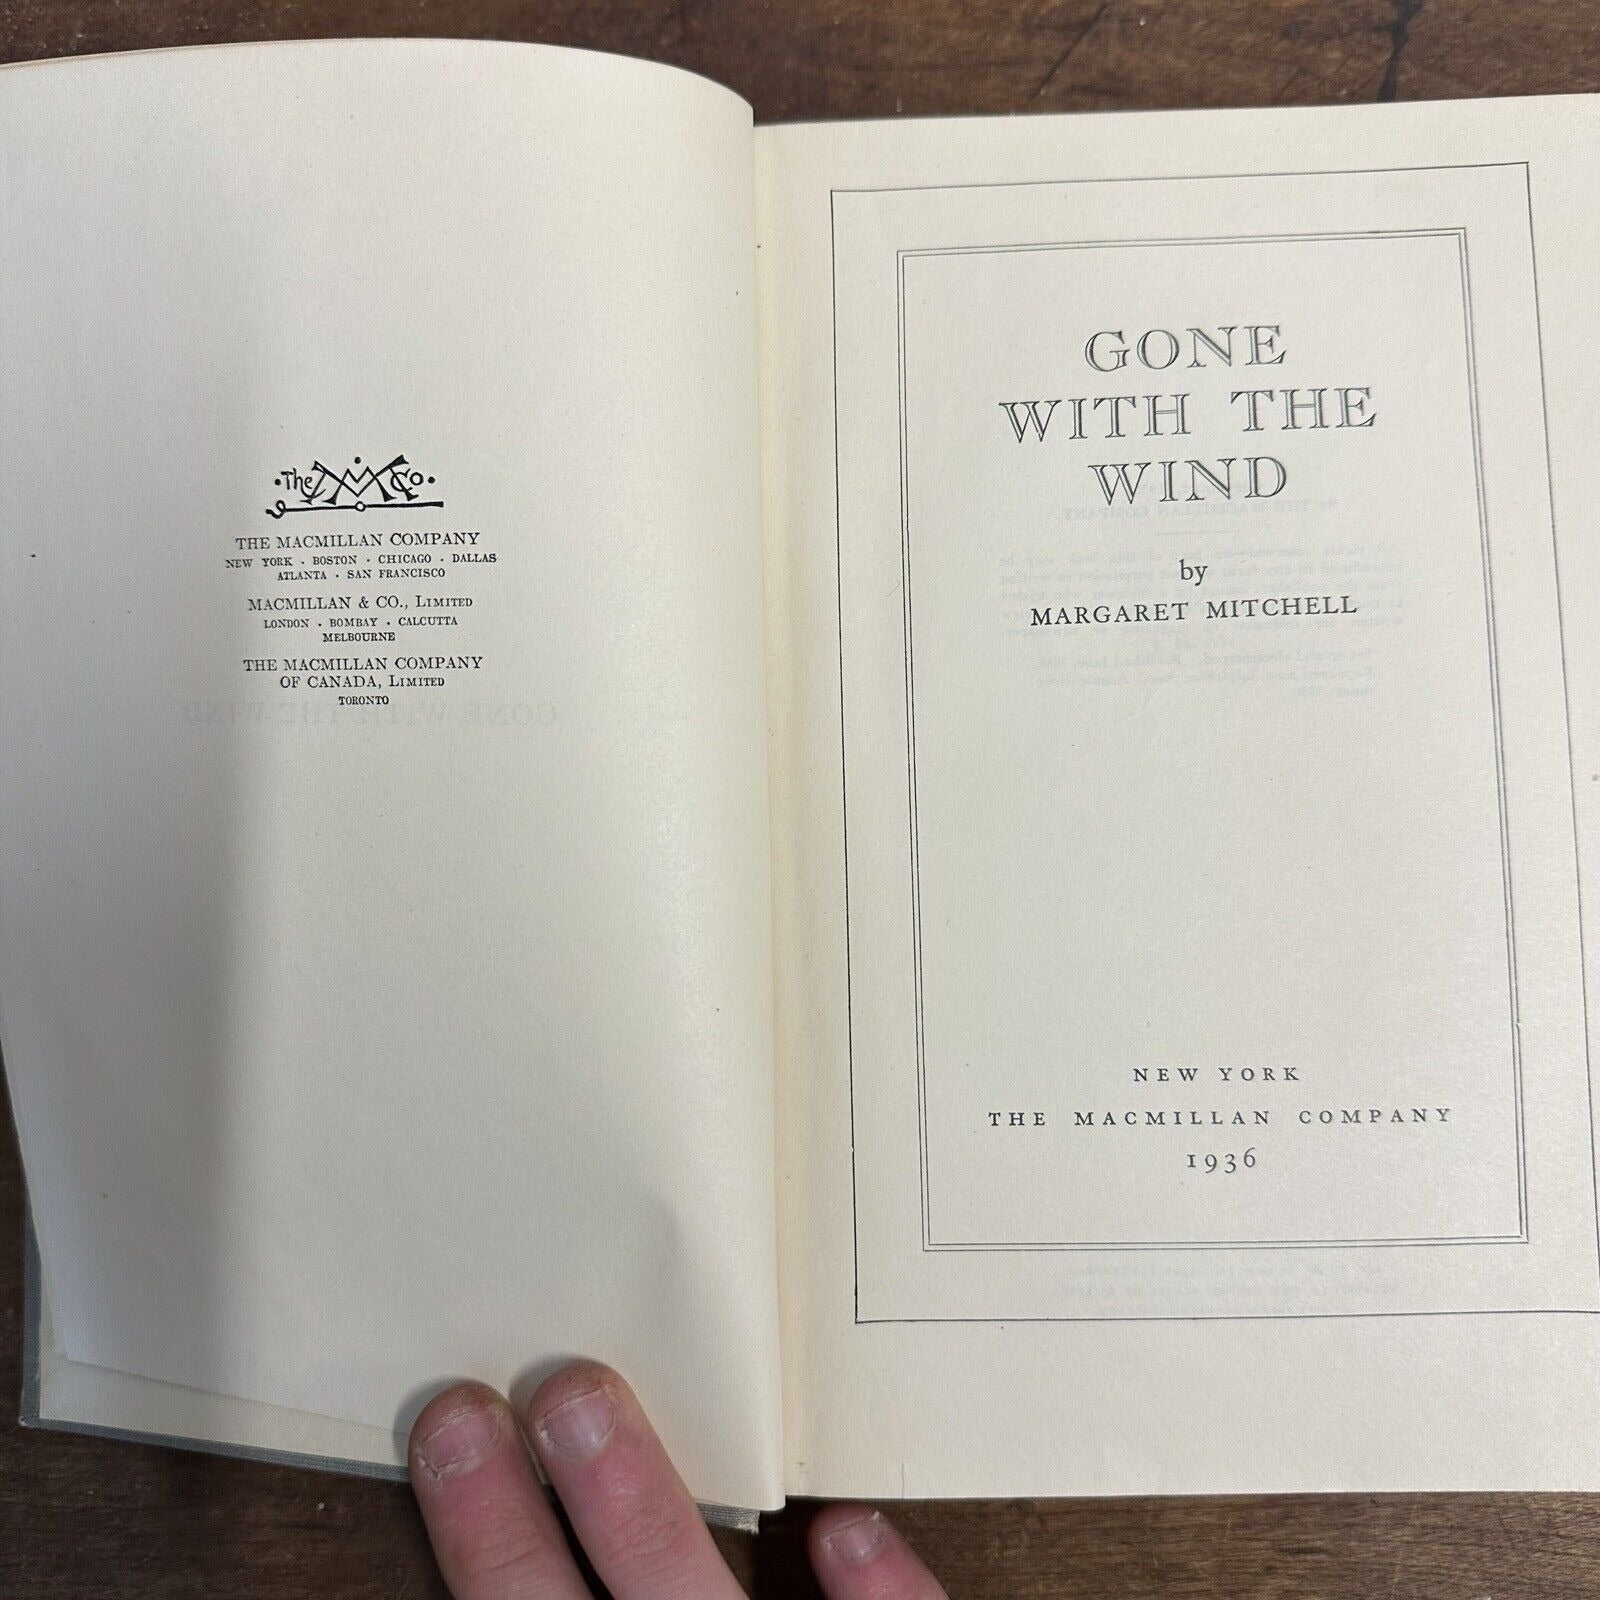 The M Co
THE MACMILLAN COMPANY
NEW YORK · BOSTON · CHICAGO · DALLAS
ATLANTA · SAN FRANCISCO
MACMILLAN & CO., LIMITED
LONDON · BOMBAY · CALCUTTA
MELBOURNE
THE MACMILLAN COMPANY
OF CANADA, LIMITED
TORONTO
GONE
WITH THE
WIND
by
MARGARET MITCHELL
NEW YORK
THE MACMILLAN COMPANY
1936